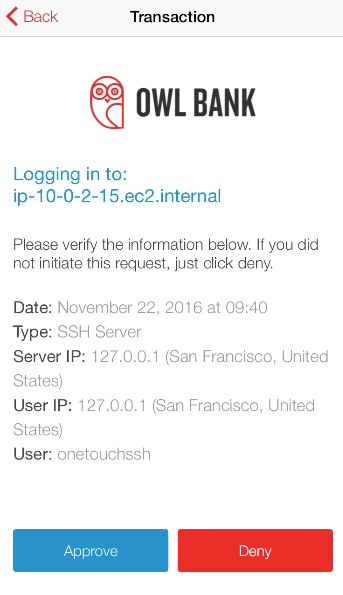 Back
Transaction
OWL BANK
Logging in to:
ip-10-0-2-15.ec2.internal
Please verify the information below. If you did
not initiate this request, just click deny.
Date: November 22, 2016 at 09:40
Type: SSH Server
Server IP: 127.0.0.1 (San Francisco, United
States)
User IP: 127.0.0.1 (San Francisco, United
States)
User: onetouchssh
Approve
Deny